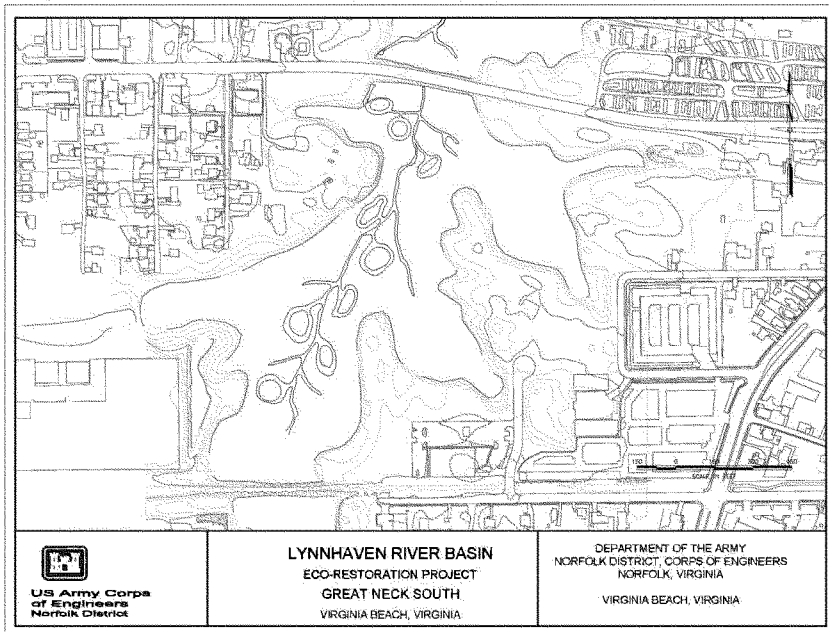 US Army Corps
of Engineers
Norfolk District
LYNNHAVEN RIVER BASIN
ECO-RESTORATION PROJECT
GREAT NECK SOUTH
VIRGINIA BEACH, VIRGINIA
DEPARTMENT OF THE ARMY
NORFOLK DISTRICT, CORPS OF ENGINEERS
NORFOLK, VIRGINIA
VIRGINIA BEACH, VIRGINIA